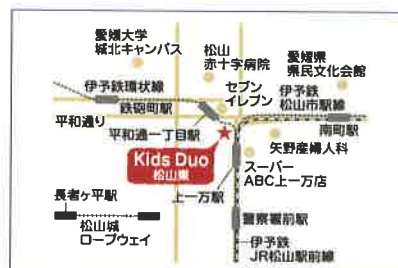 愛媛大学
城北キャンパス
松山
赤十字病院
愛媛県
県民文化会館
伊予鉄環状線
セブン
イレブン
伊予鉄
松山市駅線
鉄砲町駅
平和通り
平和通一丁目駅
南町駅
Kids Duo
松山東
矢野産婦人科
スーパー
ABC上一万店
上一万駅
長者ヶ平駅
松山城
ロープウェイ
警察署前駅
伊予鉄
JR松山駅前線